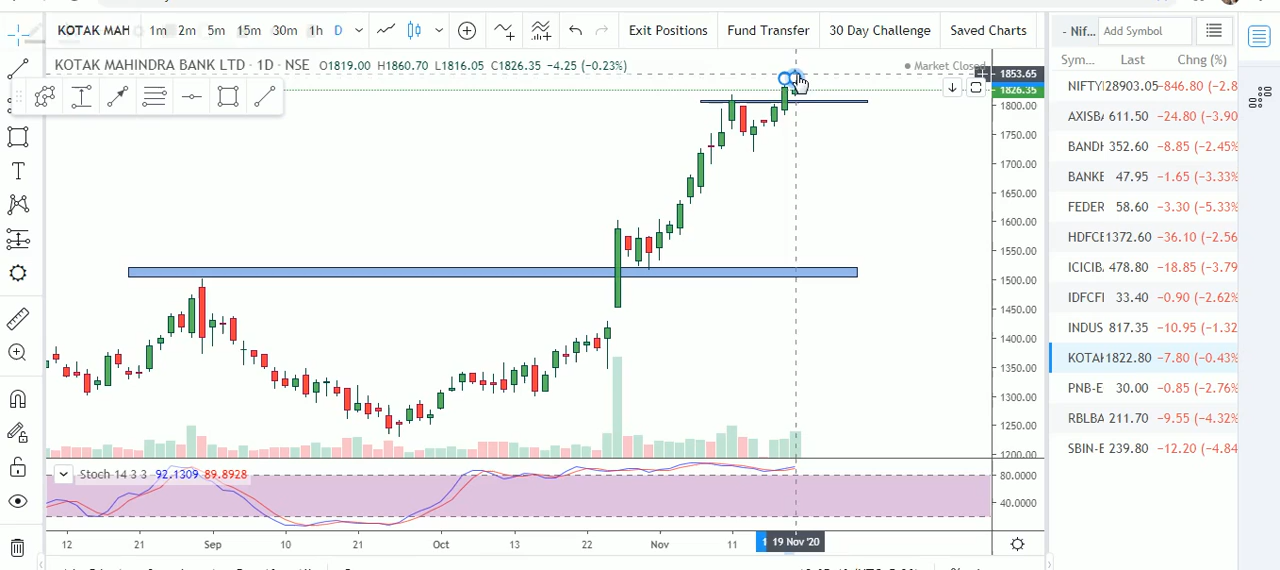 KOTAK MAH 1m 2m 5m 15m 30m 1h D Exit Positions Fund Transfer 30 Day Challenge Saved Charts
KOTAK MAHINDRA BANK LTD · 1D · NSE O1819.00 H1860.70 L1816.05 C1826.35 −4.25 (−0.23%)
Market Closed
1853.65
1826.35
1800.00
1750.00
1700.00
1650.00
1600.00
1550.00
1500.00
1450.00
1400.00
1350.00
1300.00
1250.00
1200.00
Stoch 14 3 3 92.1309 89.8928
80.0000
40.0000
12 21 Sep 10 21 Oct 13 22 Nov 11 19 Nov '20
- Nif... Add Symbol
Sym... Last Chng (%)
NIFTY 28903.05 −846.80 (−2.8
AXISBA 611.50 −24.80 (−3.90
BANDH 352.60 −8.85 (−2.45%)
BANKE 47.95 −1.65 (−3.33%)
FEDER 58.60 −3.30 (−5.33%)
HDFCB 1372.60 −36.10 (−2.56
ICICIB 478.80 −18.85 (−3.79
IDFCFI 33.40 −0.90 (−2.62%)
INDUS 817.35 −10.95 (−1.32
KOTAK 1822.80 −7.80 (−0.43%)
PNB-E 30.00 −0.85 (−2.76%)
RBLBA 211.70 −9.55 (−4.32%)
SBIN-E 239.80 −12.20 (−4.84